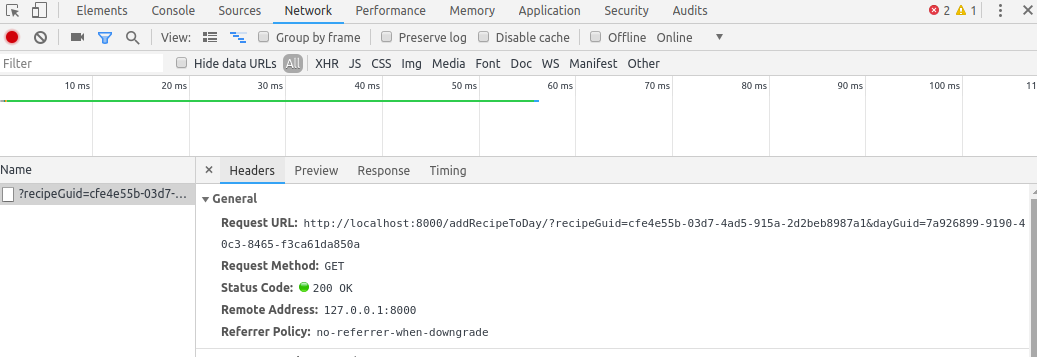 Elements Console Sources Network Performance Memory Application Security Audits 2 1
View: Group by frame Preserve log Disable cache Offline Online
Filter Hide data URLs All XHR JS CSS Img Media Font Doc WS Manifest Other
10 ms 20 ms 30 ms 40 ms 50 ms 60 ms 70 ms 80 ms 90 ms 100 ms 11
Name Headers Preview Response Timing
?recipeGuid=cfe4e55b-03d7-...
General
Request URL: http://localhost:8000/addRecipeToDay/?recipeGuid=cfe4e55b-03d7-4ad5-915a-2d2beb8987a1&dayGuid=7a926899-9190-4
0c3-8465-f3ca61da850a
Request Method: GET
Status Code: 200 OK
Remote Address: 127.0.0.1:8000
Referrer Policy: no-referrer-when-downgrade